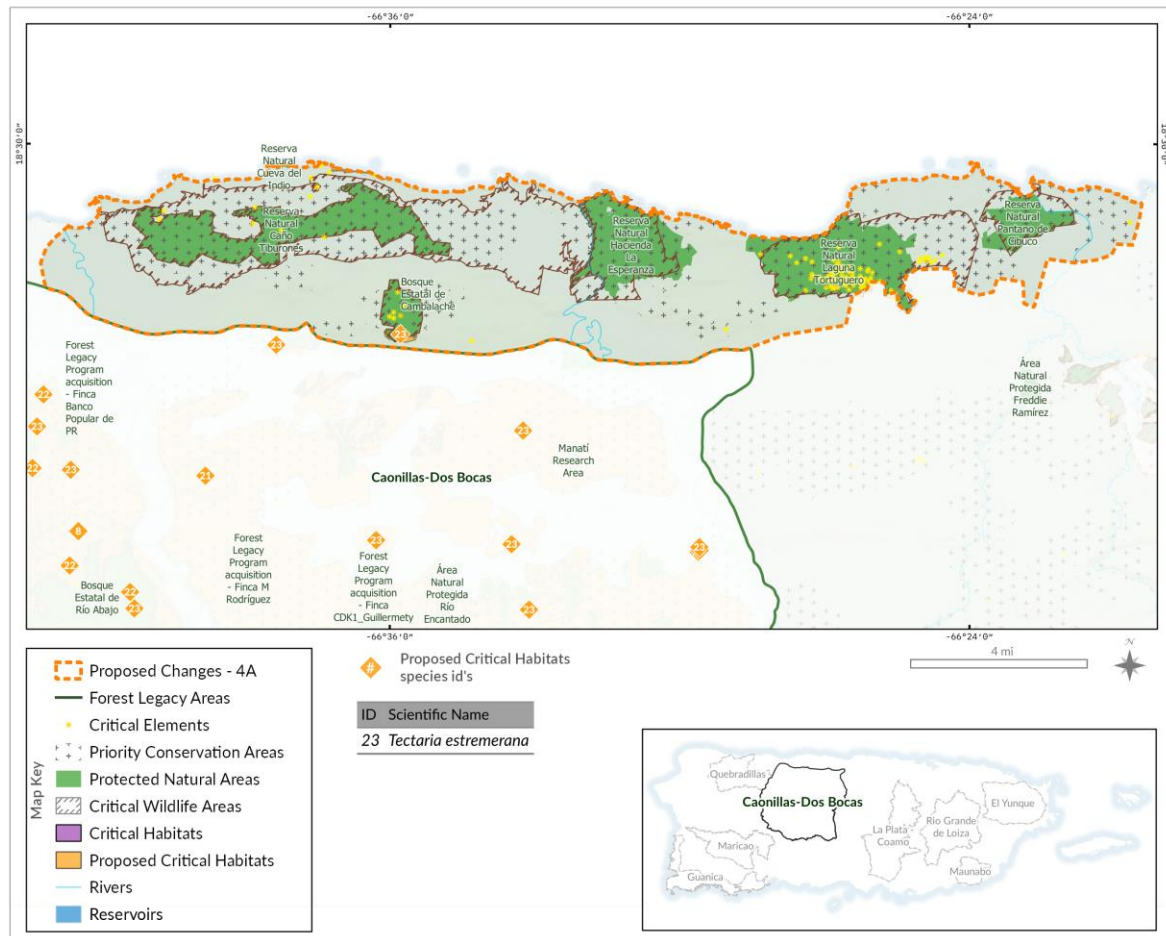 -66°36'0"
-66°24'0"
18°30'0"
18°30'0"
Reserva
Natural
Cueva del
Indio
Reserva
Natural
Caño
Tiburones
Reserva
Natural
Hacienda
La
Esperanza
Reserva
Natural
Laguna
Tortuguero
Reserva
Natural
Pantano de
Cibuco
Bosque
Estatal de
Cambalache
23
23
Forest
Legacy
Program
acquisition
- Finca
Banco
Popular de
PR
22
23
22
23
21
23
Manatí
Research
Area
Área
Natural
Protegida
Freddie
Ramírez
Caonillas-Dos Bocas
8
22
Bosque
Estatal de
Río Abajo
22
23
Forest
Legacy
Program
acquisition
- Finca M
Rodríguez
23
Forest
Legacy
Program
acquisition
- Finca
CDK1_Guillermety
Área
Natural
Protegida
Río
Encantado
23
23
23
-66°36'0"
-66°24'0"
Map Key
Proposed Changes - 4A
Forest Legacy Areas
Critical Elements
Priority Conservation Areas
Protected Natural Areas
Critical Wildlife Areas
Critical Habitats
Proposed Critical Habitats
Rivers
Reservoirs
# Proposed Critical Habitats
species id's
ID Scientific Name
23 Tectaria estremerana
4 mi
N
Quebradillas
Caonillas-Dos Bocas
El Yunque
Rio Grande
de Loiza
La Plata
Coamo
Maricao
Maunabo
Guanica